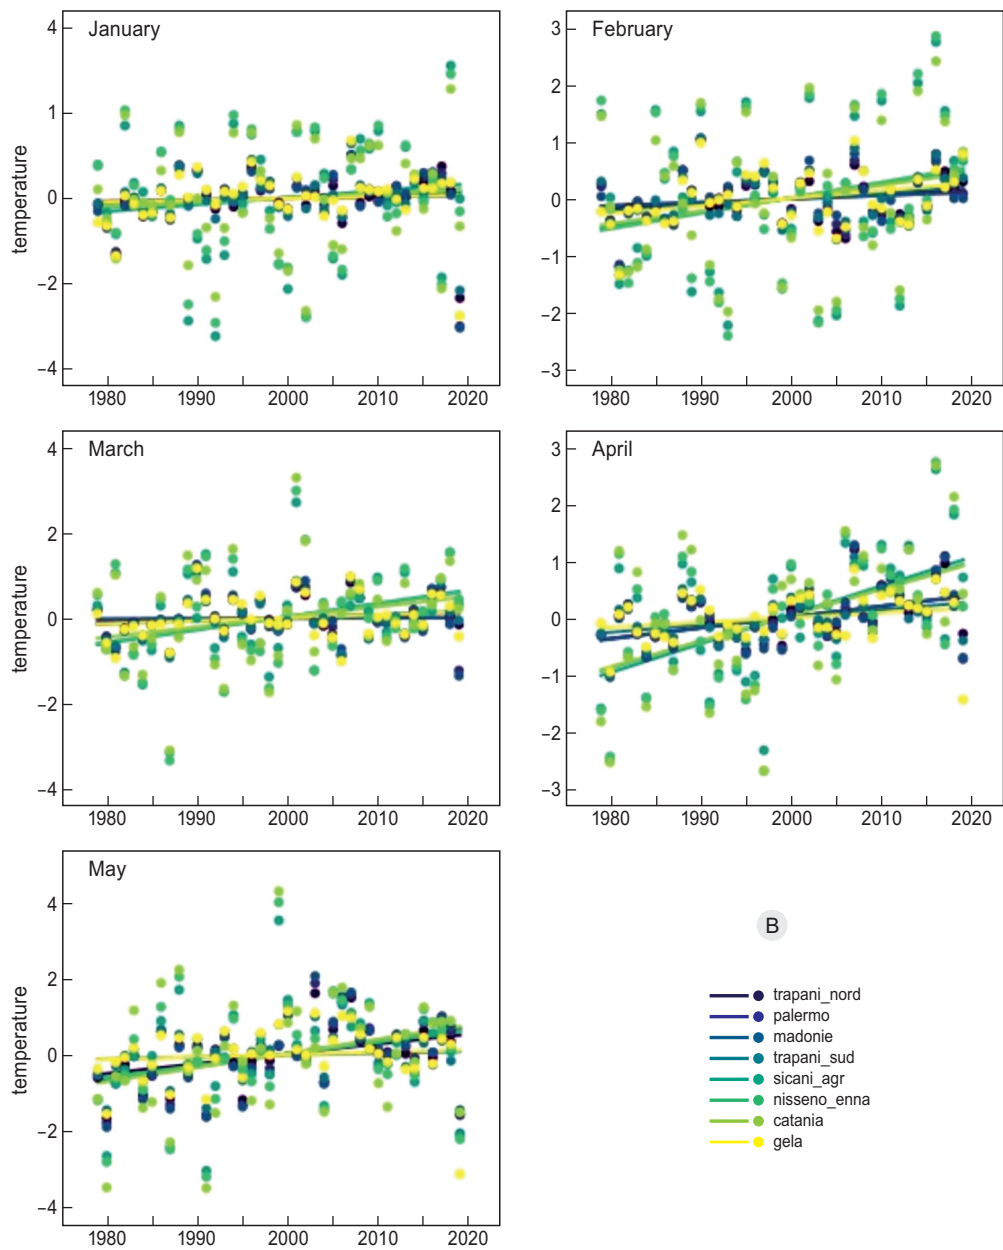 January
temperature
4
1
0
−2
−4
1980 1990 2000 2010 2020
February
3
2
1
0
−1
−2
−3
1980 1990 2000 2010 2020
March
temperature
4
2
0
−2
−4
1980 1990 2000 2010 2020
April
3
2
1
0
−1
−2
−3
1980 1990 2000 2010 2020
May
temperature
4
2
0
−2
−4
1980 1990 2000 2010 2020
B
trapani_nord
palermo
madonie
trapani_sud
sicani_agr
nisseno_enna
catania
gela